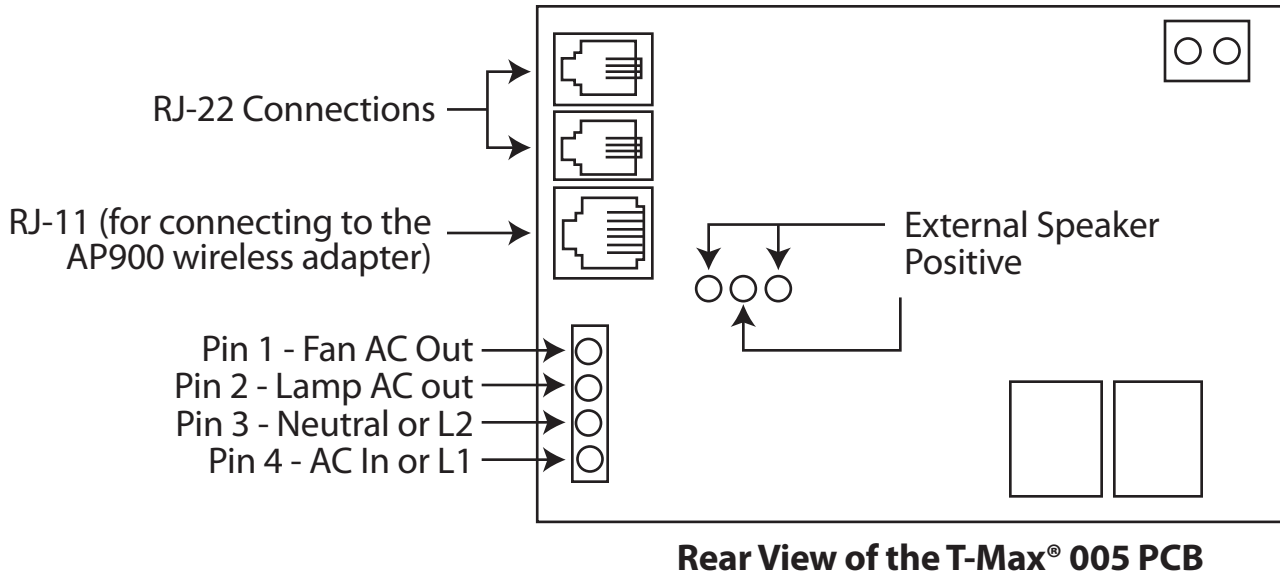 RJ-22 Connections
RJ-11 (for connecting to the
AP900 wireless adapter)
External Speaker
Positive
Pin 1 - Fan AC Out
Pin 2 - Lamp AC out
Pin 3 - Neutral or L2
Pin 4 - AC In or L1
Rear View of the T-Max® 005 PCB